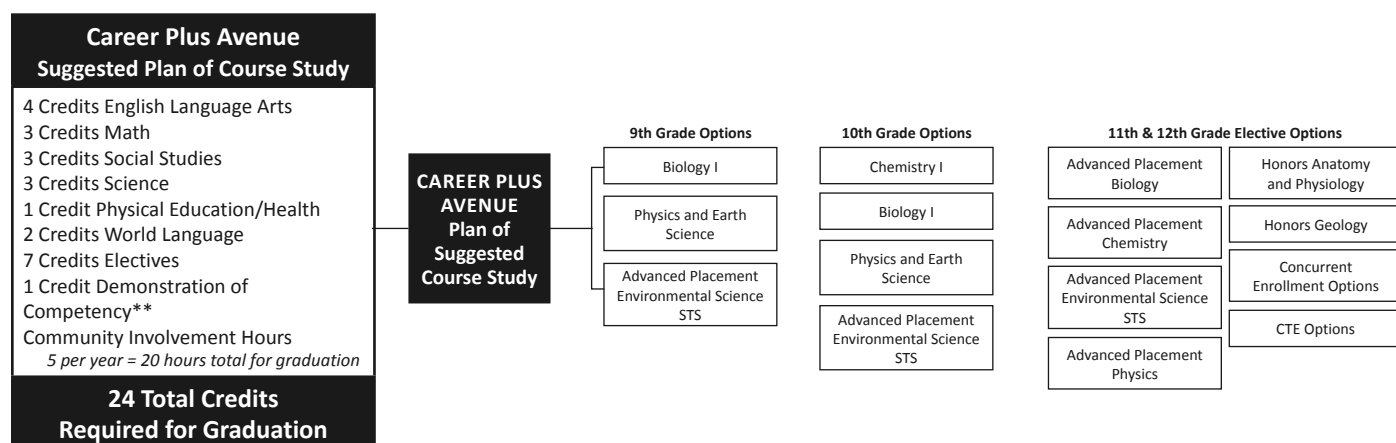 Career Plus Avenue
Suggested Plan of Course Study
4 Credits English Language Arts
3 Credits Math
3 Credits Social Studies
3 Credits Science
1 Credit Physical Education/Health
2 Credits World Language
7 Credits Electives
1 Credit Demonstration of
Competency**
Community Involvement Hours
5 per year = 20 hours total for graduation
24 Total Credits
Required for Graduation
CAREER PLUS
AVENUE
Plan of
Suggested
Course Study
9th Grade Options
Biology I
Physics and Earth
Science
Advanced Placement
Environmental Science
STS
10th Grade Options
Chemistry I
Biology I
Physics and Earth
Science
Advanced Placement
Environmental Science
STS
11th & 12th Grade Elective Options
Advanced Placement
Biology
Advanced Placement
Chemistry
Advanced Placement
Environmental Science
STS
Advanced Placement
Physics
Honors Anatomy
and Physiology
Honors Geology
Concurrent
Enrollment Options
CTE Options